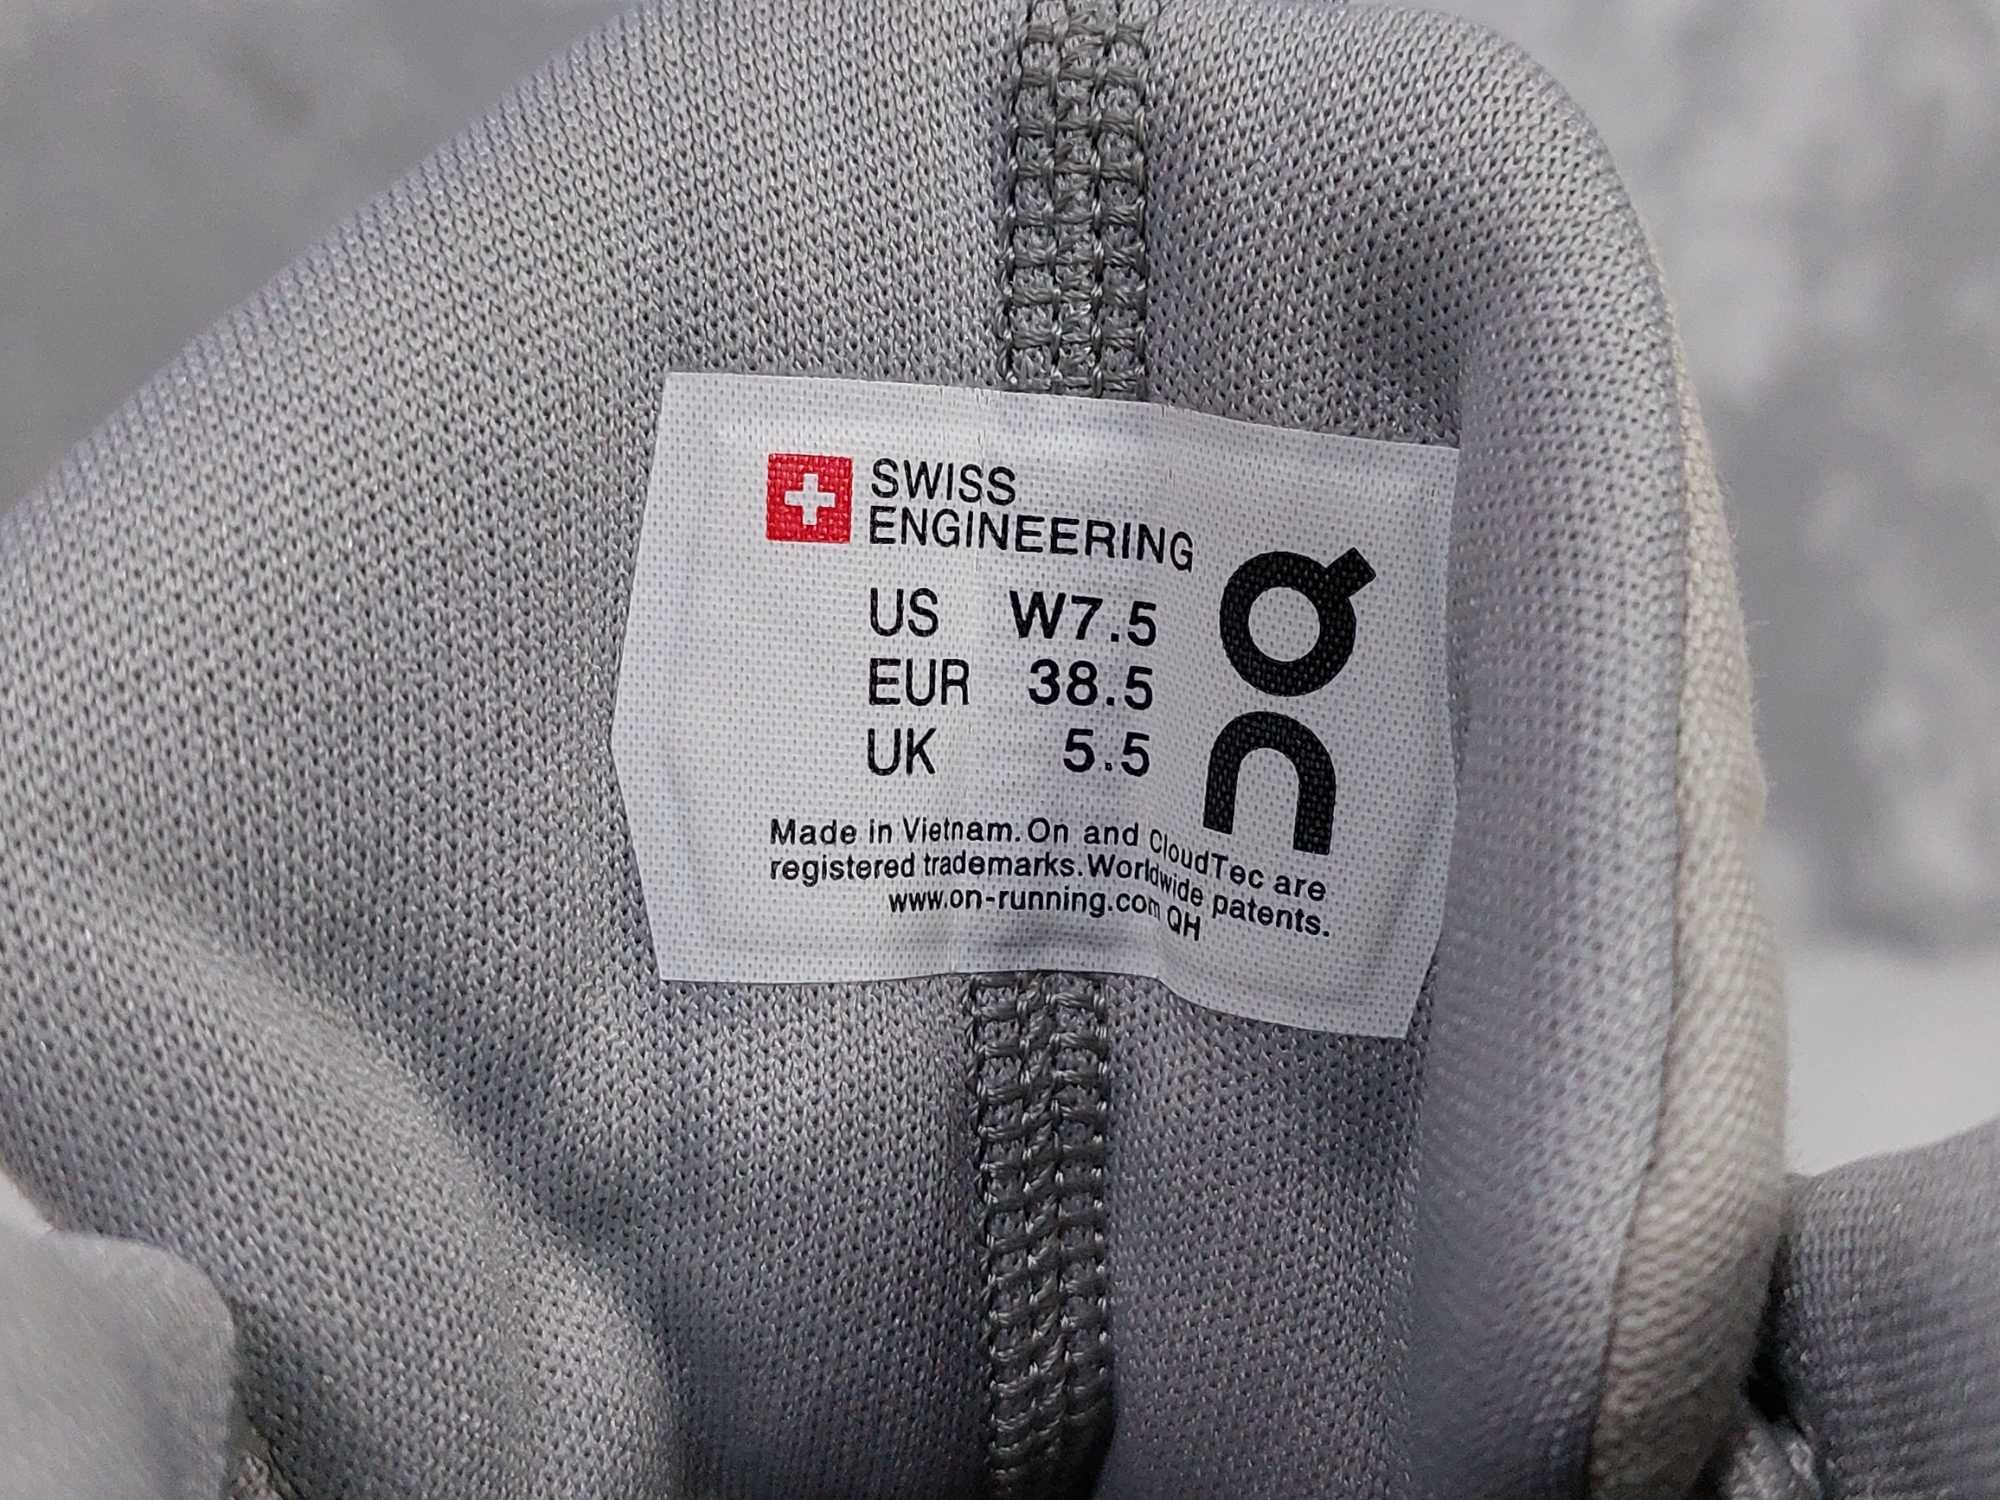 SWISS
ENGINEERING
US W7.5
EUR 38.5
UK 5.5
On
Made in Vietnam. On and CloudTec are
registered trademarks. Worldwide patents.
www.on-running.com QH